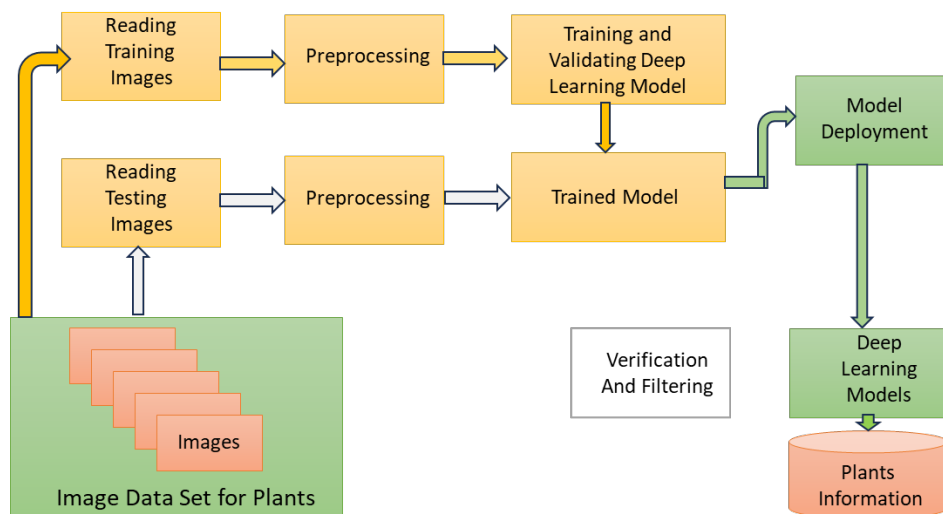 Reading
Training
Images
Preprocessing
Training and
Validating Deep
Learning Model
Model
Deployment
Reading
Testing
Images
Preprocessing
Trained Model
Verification
And Filtering
Deep
Learning
Models
Images
Image Data Set for Plants
Plants
Information